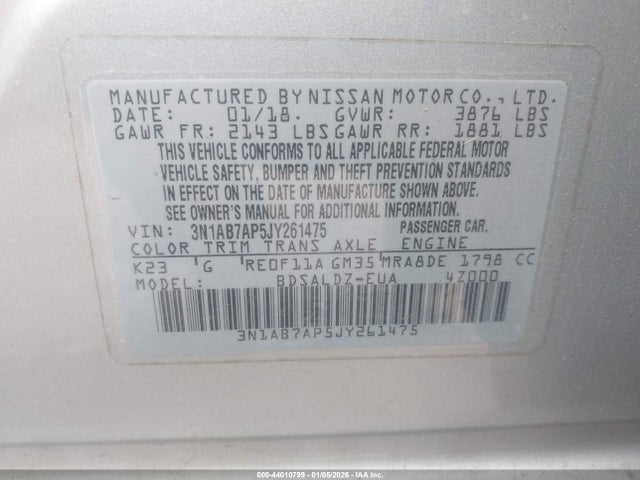 MANUFACTURED BY NISSAN MOTOR CO., LTD.
DATE: 01/18. GVWR: 3876 LBS
GAWR FR: 2143 LBS GAWR RR: 1881 LBS
THIS VEHICLE CONFORMS TO ALL APPLICABLE FEDERAL MOTOR
VEHICLE SAFETY, BUMPER AND THEFT PREVENTION STANDARDS
IN EFFECT ON THE DATE OF MANUFACTURE SHOWN ABOVE.
SEE OWNER'S MANUAL FOR ADDITIONAL INFORMATION.
VIN: 3N1AB7AP5JY261475 PASSENGER CAR.
COLOR TRIM TRANS AXLE ENGINE
K23 G RE0F11A GM35 MRA8DE 1798 CC
MODEL: BDSALDZ-EUA 4Z000
3N1AB7AP5JY261475
000-44010799 - 01/05/2026 - IAA Inc.